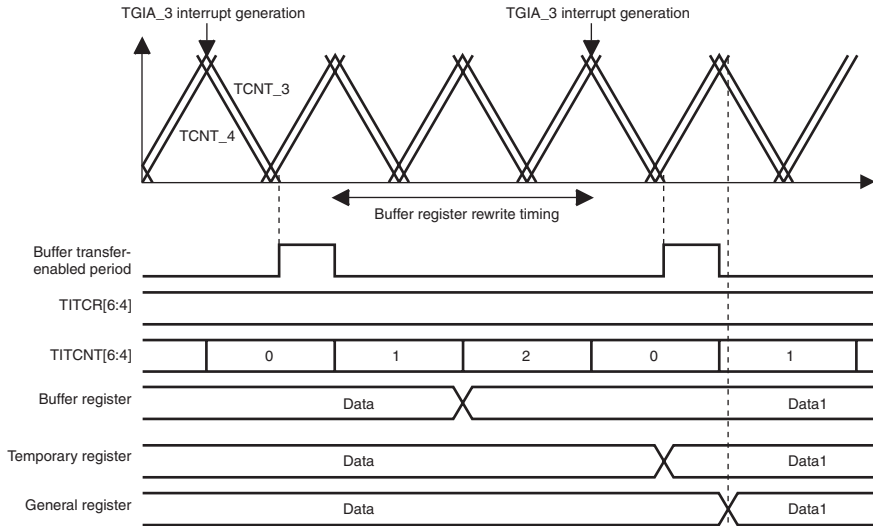 TGIA_3 interrupt generation
TGIA_3 interrupt generation
TCNT_3
TCNT_4
Buffer register rewrite timing
Buffer transfer-
enabled period
TITCR[6:4]
TITCNT[6:4]
0
1
2
0
1
Buffer register
Data
Data1
Temporary register
Data
Data1
General register
Data
Data1